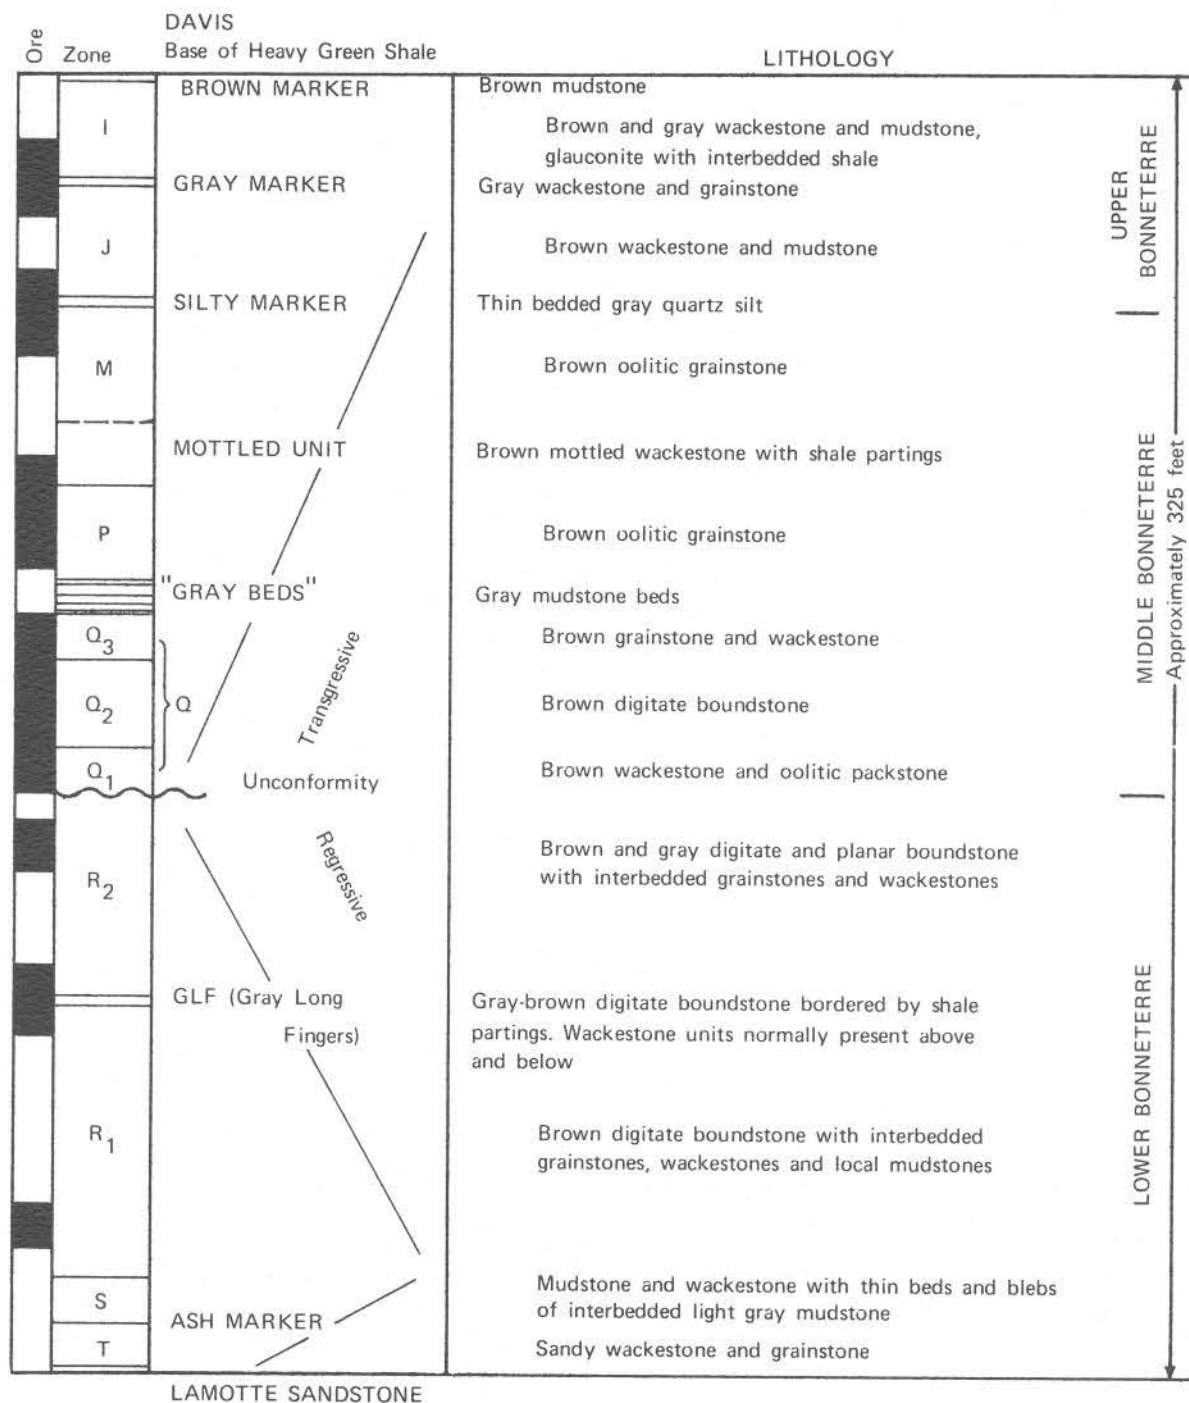 DAVIS
Ore Zone Base of Heavy Green Shale LITHOLOGY
BROWN MARKER Brown mudstone
I Brown and gray wackestone and mudstone,
glauconite with interbedded shale
GRAY MARKER Gray wackestone and grainstone
J Brown wackestone and mudstone
SILTY MARKER Thin bedded gray quartz silt
M Brown oolitic grainstone
MOTTLED UNIT Brown mottled wackestone with shale partings
P Brown oolitic grainstone
"GRAY BEDS" Gray mudstone beds
Q3 Brown grainstone and wackestone
Q2 Q Brown digitate boundstone
Transgressive
Q1 Brown wackestone and oolitic packstone
Unconformity
Regressive
R2 Brown and gray digitate and planar boundstone
with interbedded grainstones and wackestones
GLF (Gray Long Gray-brown digitate boundstone bordered by shale
Fingers) partings. Wackestone units normally present above
and below
R1 Brown digitate boundstone with interbedded
grainstones, wackestones and local mudstones
S Mudstone and wackestone with thin beds and blebs
of interbedded light gray mudstone
ASH MARKER
T Sandy wackestone and grainstone
LAMOTTE SANDSTONE
UPPER
BONNETERRE
MIDDLE BONNETERRE
LOWER BONNETERRE
Approximately 325 feet